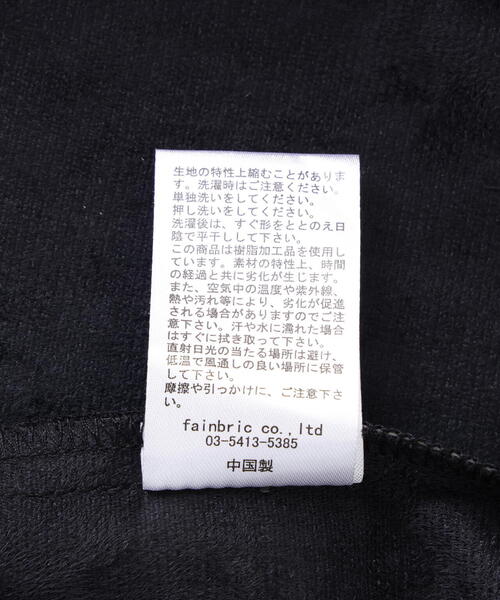 生地の特性上縮むことがありま
す。洗濯時はご注意ください。
単独洗いをしてください。
押し洗いをしてください。
洗濯後は、すぐ形をととのえ日
陰で平干しして下さい。
この商品は樹脂加工品を使用し
ています。素材の特性上、時間
の経過と共に劣化が生じます。
また、空気中の湿度や紫外線、
熱や汚れ等により、劣化が促進
される場合がありますのでご注
意下さい。汗や水に濡れた場合
はすぐに拭き取って下さい。
直射日光の当たる場所は避け、
低温で風通しの良い場所に保管
して下さい。
摩擦や引っかけに、ご注意下さ
い。
fainbric co.,ltd
03-5413-5385
中国製